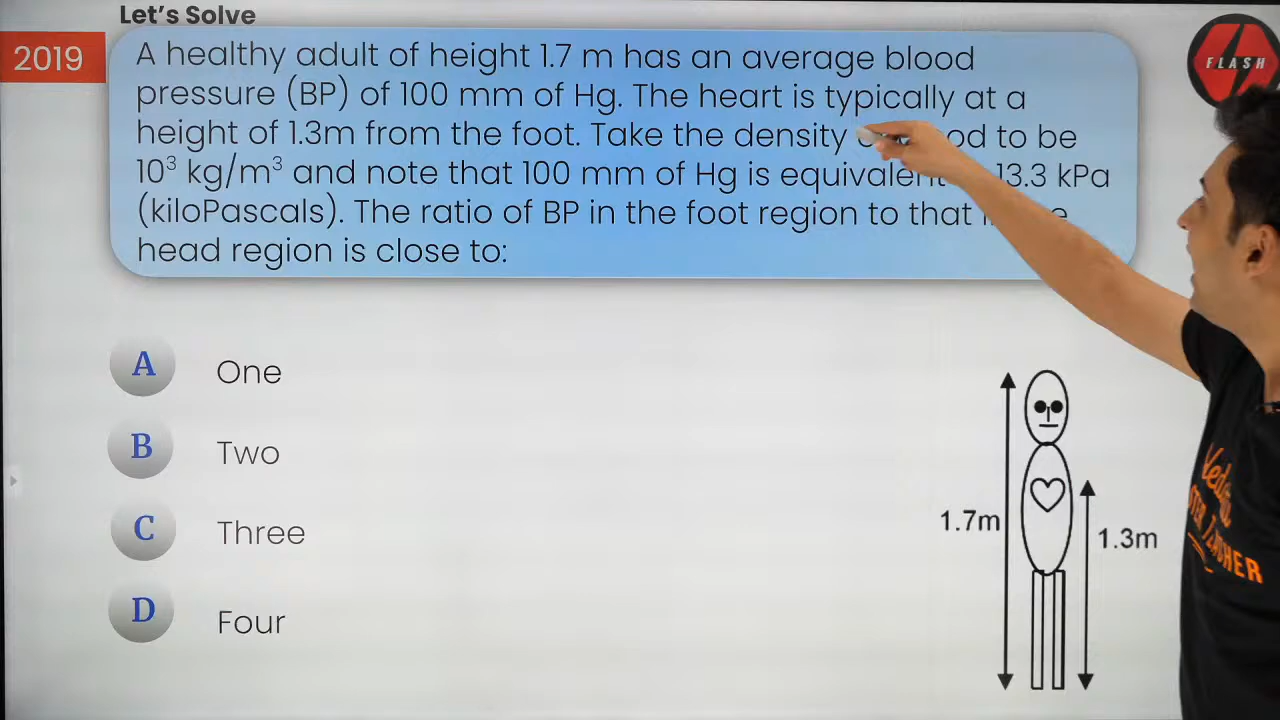 Let's Solve
2019
A healthy adult of height 1.7 m has an average blood
pressure (BP) of 100 mm of Hg. The heart is typically at a
height of 1.3m from the foot. Take the density to be
10³ kg/m³ and note that 100 mm of Hg is equivalent 13.3 kPa
(kiloPascals). The ratio of BP in the foot region to that
head region is close to:
FLASH
A One
B Two
C Three
D Four
1.7m
1.3m